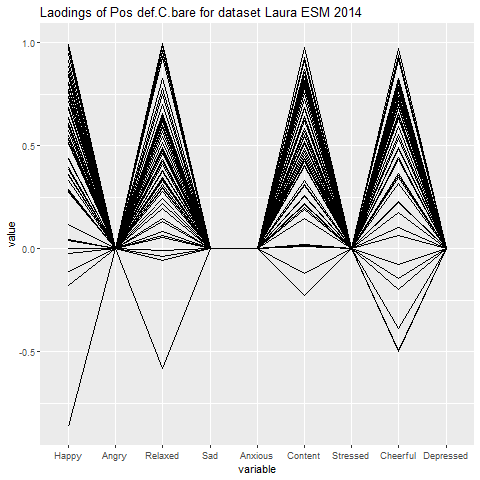 Laodings of Pos def.C.bare for dataset Laura ESM 2014
1.0
0.5
0.0
-0.5
value
Happy Angry Relaxed Sad Anxious Content Stressed Cheerful Depressed
variable